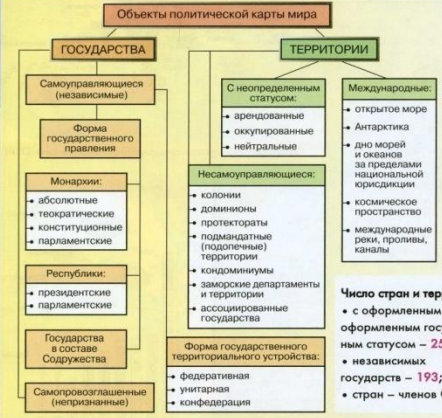 Объекты политической карты мира
ГОСУДАРСТВА
Самоуправляющиеся
(независимые)
Форма
государственного
правления
Монархии:
• абсолютные
• теократические
• конституционные
• парламентские
Республики:
• президентские
• парламентские
Государства
в составе
Содружества
Самопровозглашенные
(непризнанные)
Форма государственного
территориального устройства:
• федеративная
• унитарная
• конфедерация
ТЕРРИТОРИИ
С неопределенным
статусом:
• арендованные
• оккупированные
• нейтральные
Несамоуправляющиеся:
• колонии
• доминионы
• протектораты
• подмандатные
(подопечные)
территории
• кондоминиумы
• заморские департаменты
и территории
• ассоциированные
государства
Международные:
• открытое море
• Антарктика
• дно морей
и океанов
за пределами
национальной
юрисдикции
• космическое
пространство
• международные
реки, проливы,
каналы
Число стран и тер
• с оформленным
оформленным госу
ным статусом – 25
• независимых
государств – 193;
• стран – членов